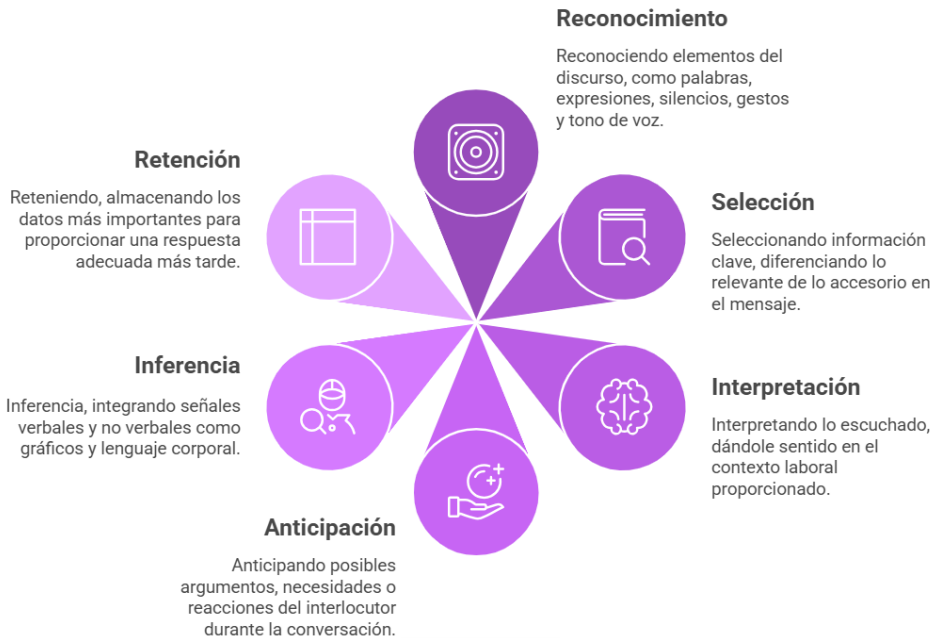 Reconocimiento
Reconociendo elementos del
discurso, como palabras,
expresiones, silencios, gestos
y tono de voz.
Selección
Seleccionando información
clave, diferenciando lo
relevante de lo accesorio en
el mensaje.
Interpretación
Interpretando lo escuchado,
dándole sentido en el
contexto laboral
proporcionado.
Anticipación
Anticipando posibles
argumentos, necesidades o
reacciones del interlocutor
durante la conversación.
Inferencia
Inferencia, integrando señales
verbales y no verbales como
gráficos y lenguaje corporal.
Retención
Reteniendo, almacenando los
datos más importantes para
proporcionar una respuesta
adecuada más tarde.